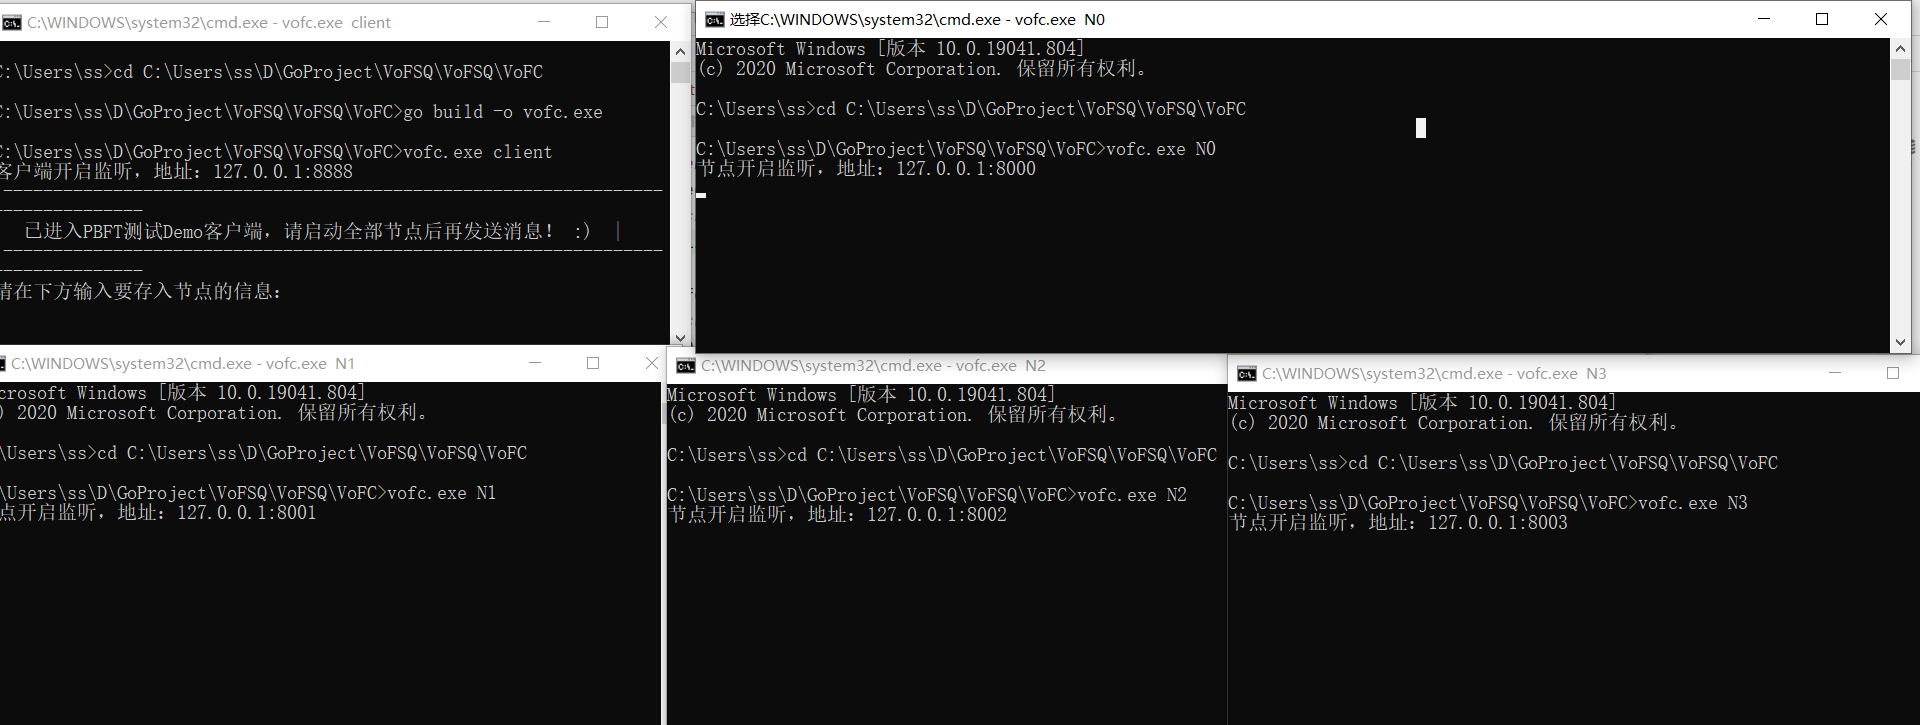 C:\WINDOWS\system32\cmd.exe - vofc.exe  client
C:\Users\ss>cd C:\Users\ss\D\GoProject\VoFSQ\VoFSQ\VoFC
C:\Users\ss\D\GoProject\VoFSQ\VoFSQ\VoFC>go build -o vofc.exe
C:\Users\ss\D\GoProject\VoFSQ\VoFSQ\VoFC>vofc.exe client
客户端开启监听，地址：127.0.0.1:8888
---------------------------------------------------------------
---------------
已进入PBFT测试Demo客户端，请启动全部节点后再发送消息！ :)  |
---------------------------------------------------------------
---------------
请在下方输入要存入节点的信息：
选择C:\WINDOWS\system32\cmd.exe - vofc.exe  N0
Microsoft Windows [版本 10.0.19041.804]
(c) 2020 Microsoft Corporation. 保留所有权利。
C:\Users\ss>cd C:\Users\ss\D\GoProject\VoFSQ\VoFSQ\VoFC
C:\Users\ss\D\GoProject\VoFSQ\VoFSQ\VoFC>vofc.exe N0
节点开启监听，地址：127.0.0.1:8000
C:\WINDOWS\system32\cmd.exe - vofc.exe  N1
crosoft Windows [版本 10.0.19041.804]
) 2020 Microsoft Corporation. 保留所有权利。
\Users\ss>cd C:\Users\ss\D\GoProject\VoFSQ\VoFSQ\VoFC
\Users\ss\D\GoProject\VoFSQ\VoFSQ\VoFC>vofc.exe N1
点开启监听，地址：127.0.0.1:8001
C:\WINDOWS\system32\cmd.exe - vofc.exe  N2
Microsoft Windows [版本 10.0.19041.804]
(c) 2020 Microsoft Corporation. 保留所有权利。
C:\Users\ss>cd C:\Users\ss\D\GoProject\VoFSQ\VoFSQ\VoFC
C:\Users\ss\D\GoProject\VoFSQ\VoFSQ\VoFC>vofc.exe N2
节点开启监听，地址：127.0.0.1:8002
C:\WINDOWS\system32\cmd.exe - vofc.exe  N3
Microsoft Windows [版本 10.0.19041.804]
(c) 2020 Microsoft Corporation. 保留所有权利。
C:\Users\ss>cd C:\Users\ss\D\GoProject\VoFSQ\VoFSQ\VoFC
C:\Users\ss\D\GoProject\VoFSQ\VoFSQ\VoFC>vofc.exe N3
节点开启监听，地址：127.0.0.1:8003